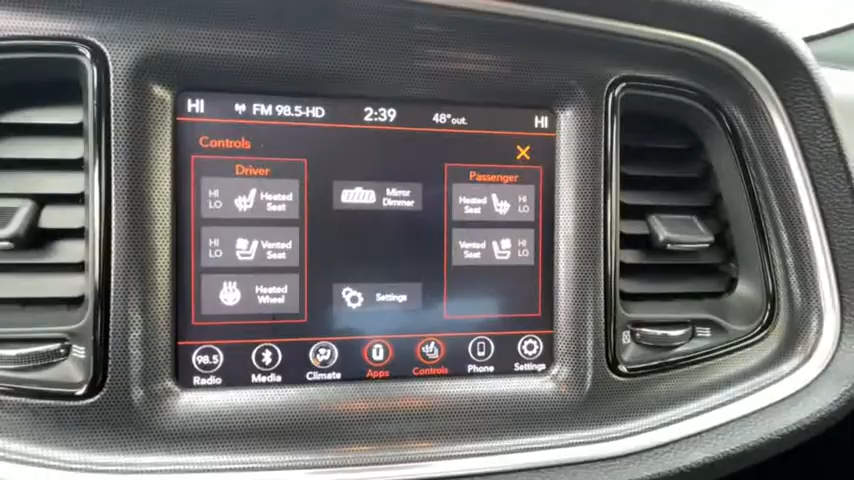 HI FM 98.5-HD 2:39 48°out. HI
Controls
X
Driver
Passenger
HI
LO
Heated
Seat
Mirror
Dimmer
Heated
Seat
HI
LO
HI
LO
Vented
Seat
Vented
Seat
HI
LO
Heated
Wheel
Settings
98.5
Radio
Media
Climate
Apps
Controls
Phone
Settings